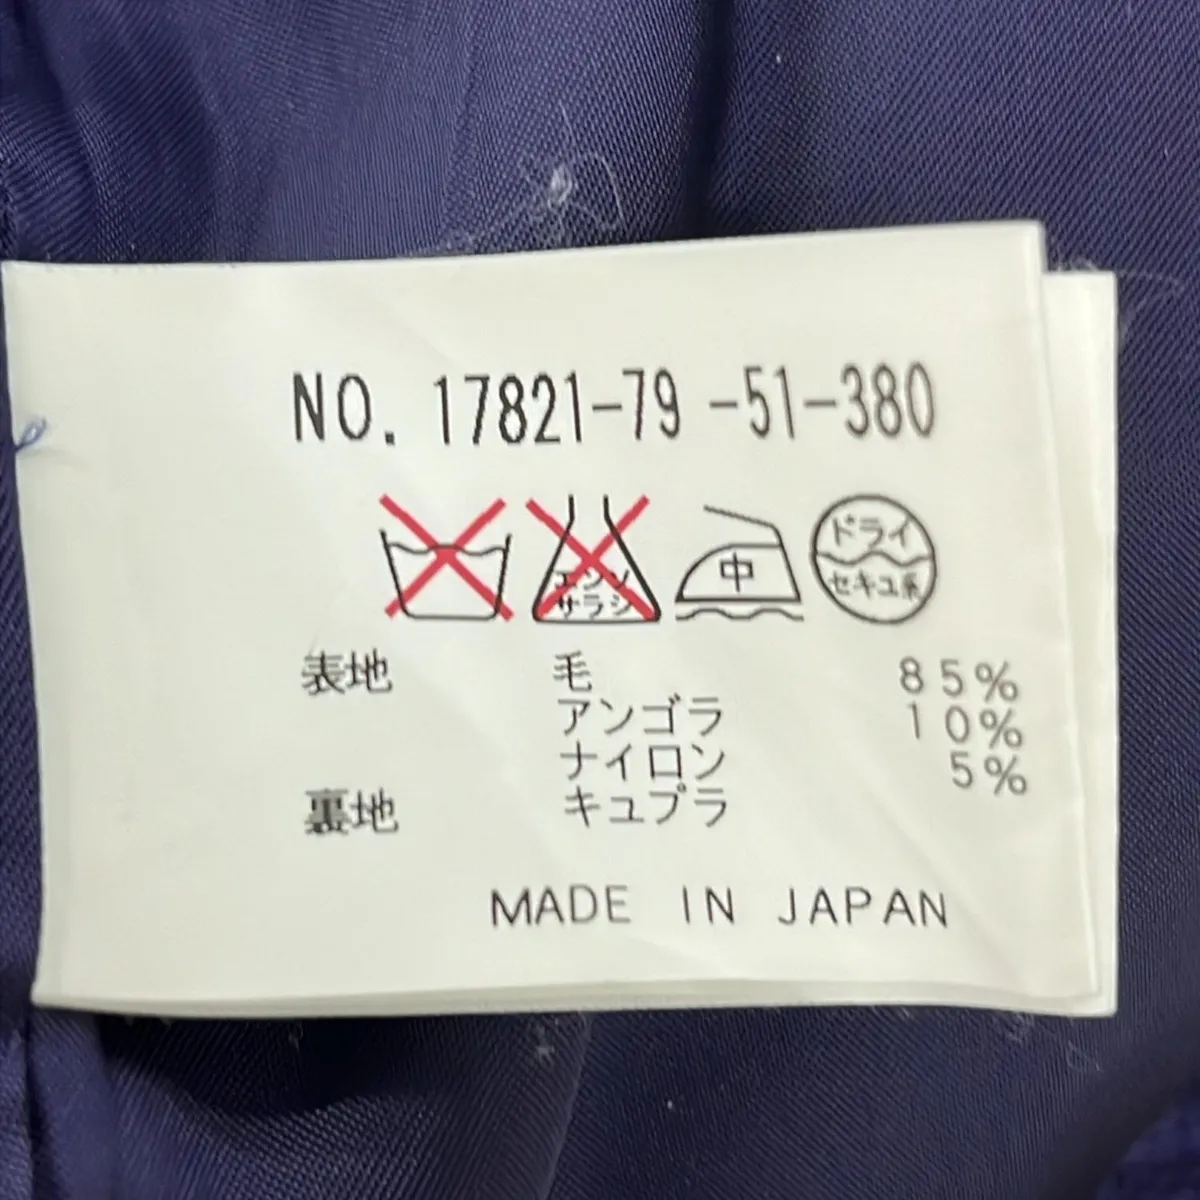 NO. 17821-79 -51-380
エンソ サラシ 中 ドライ セキユ系
表地 毛 85%
アンゴラ 10%
ナイロン 5%
裏地 キュプラ
MADE IN JAPAN